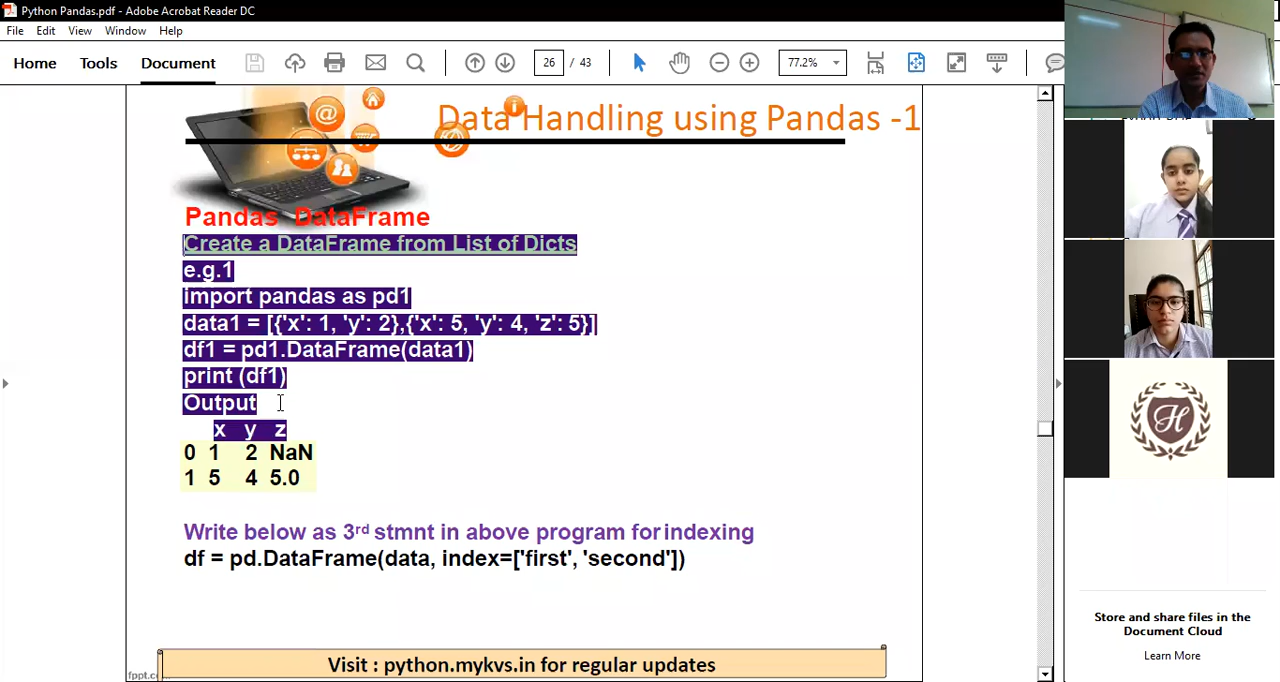 Python Pandas.pdf - Adobe Acrobat Reader DC
File Edit View Window Help
Home Tools Document 26 / 43 77.2%
Data Handling using Pandas -1
Pandas DataFrame
Create a DataFrame from List of Dicts
e.g.1
import pandas as pd1
data1 = [{'x': 1, 'y': 2},{'x': 5, 'y': 4, 'z': 5}]
df1 = pd1.DataFrame(data1)
print (df1)
Output
x y z
0 1 2 NaN
1 5 4 5.0
Write below as 3rd stmnt in above program for indexing
df = pd.DataFrame(data, index=['first', 'second'])
Visit : python.mykvs.in for regular updates
H
Store and share files in the
Document Cloud
Learn More